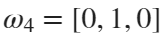 ω₄ = [0, 1, 0]